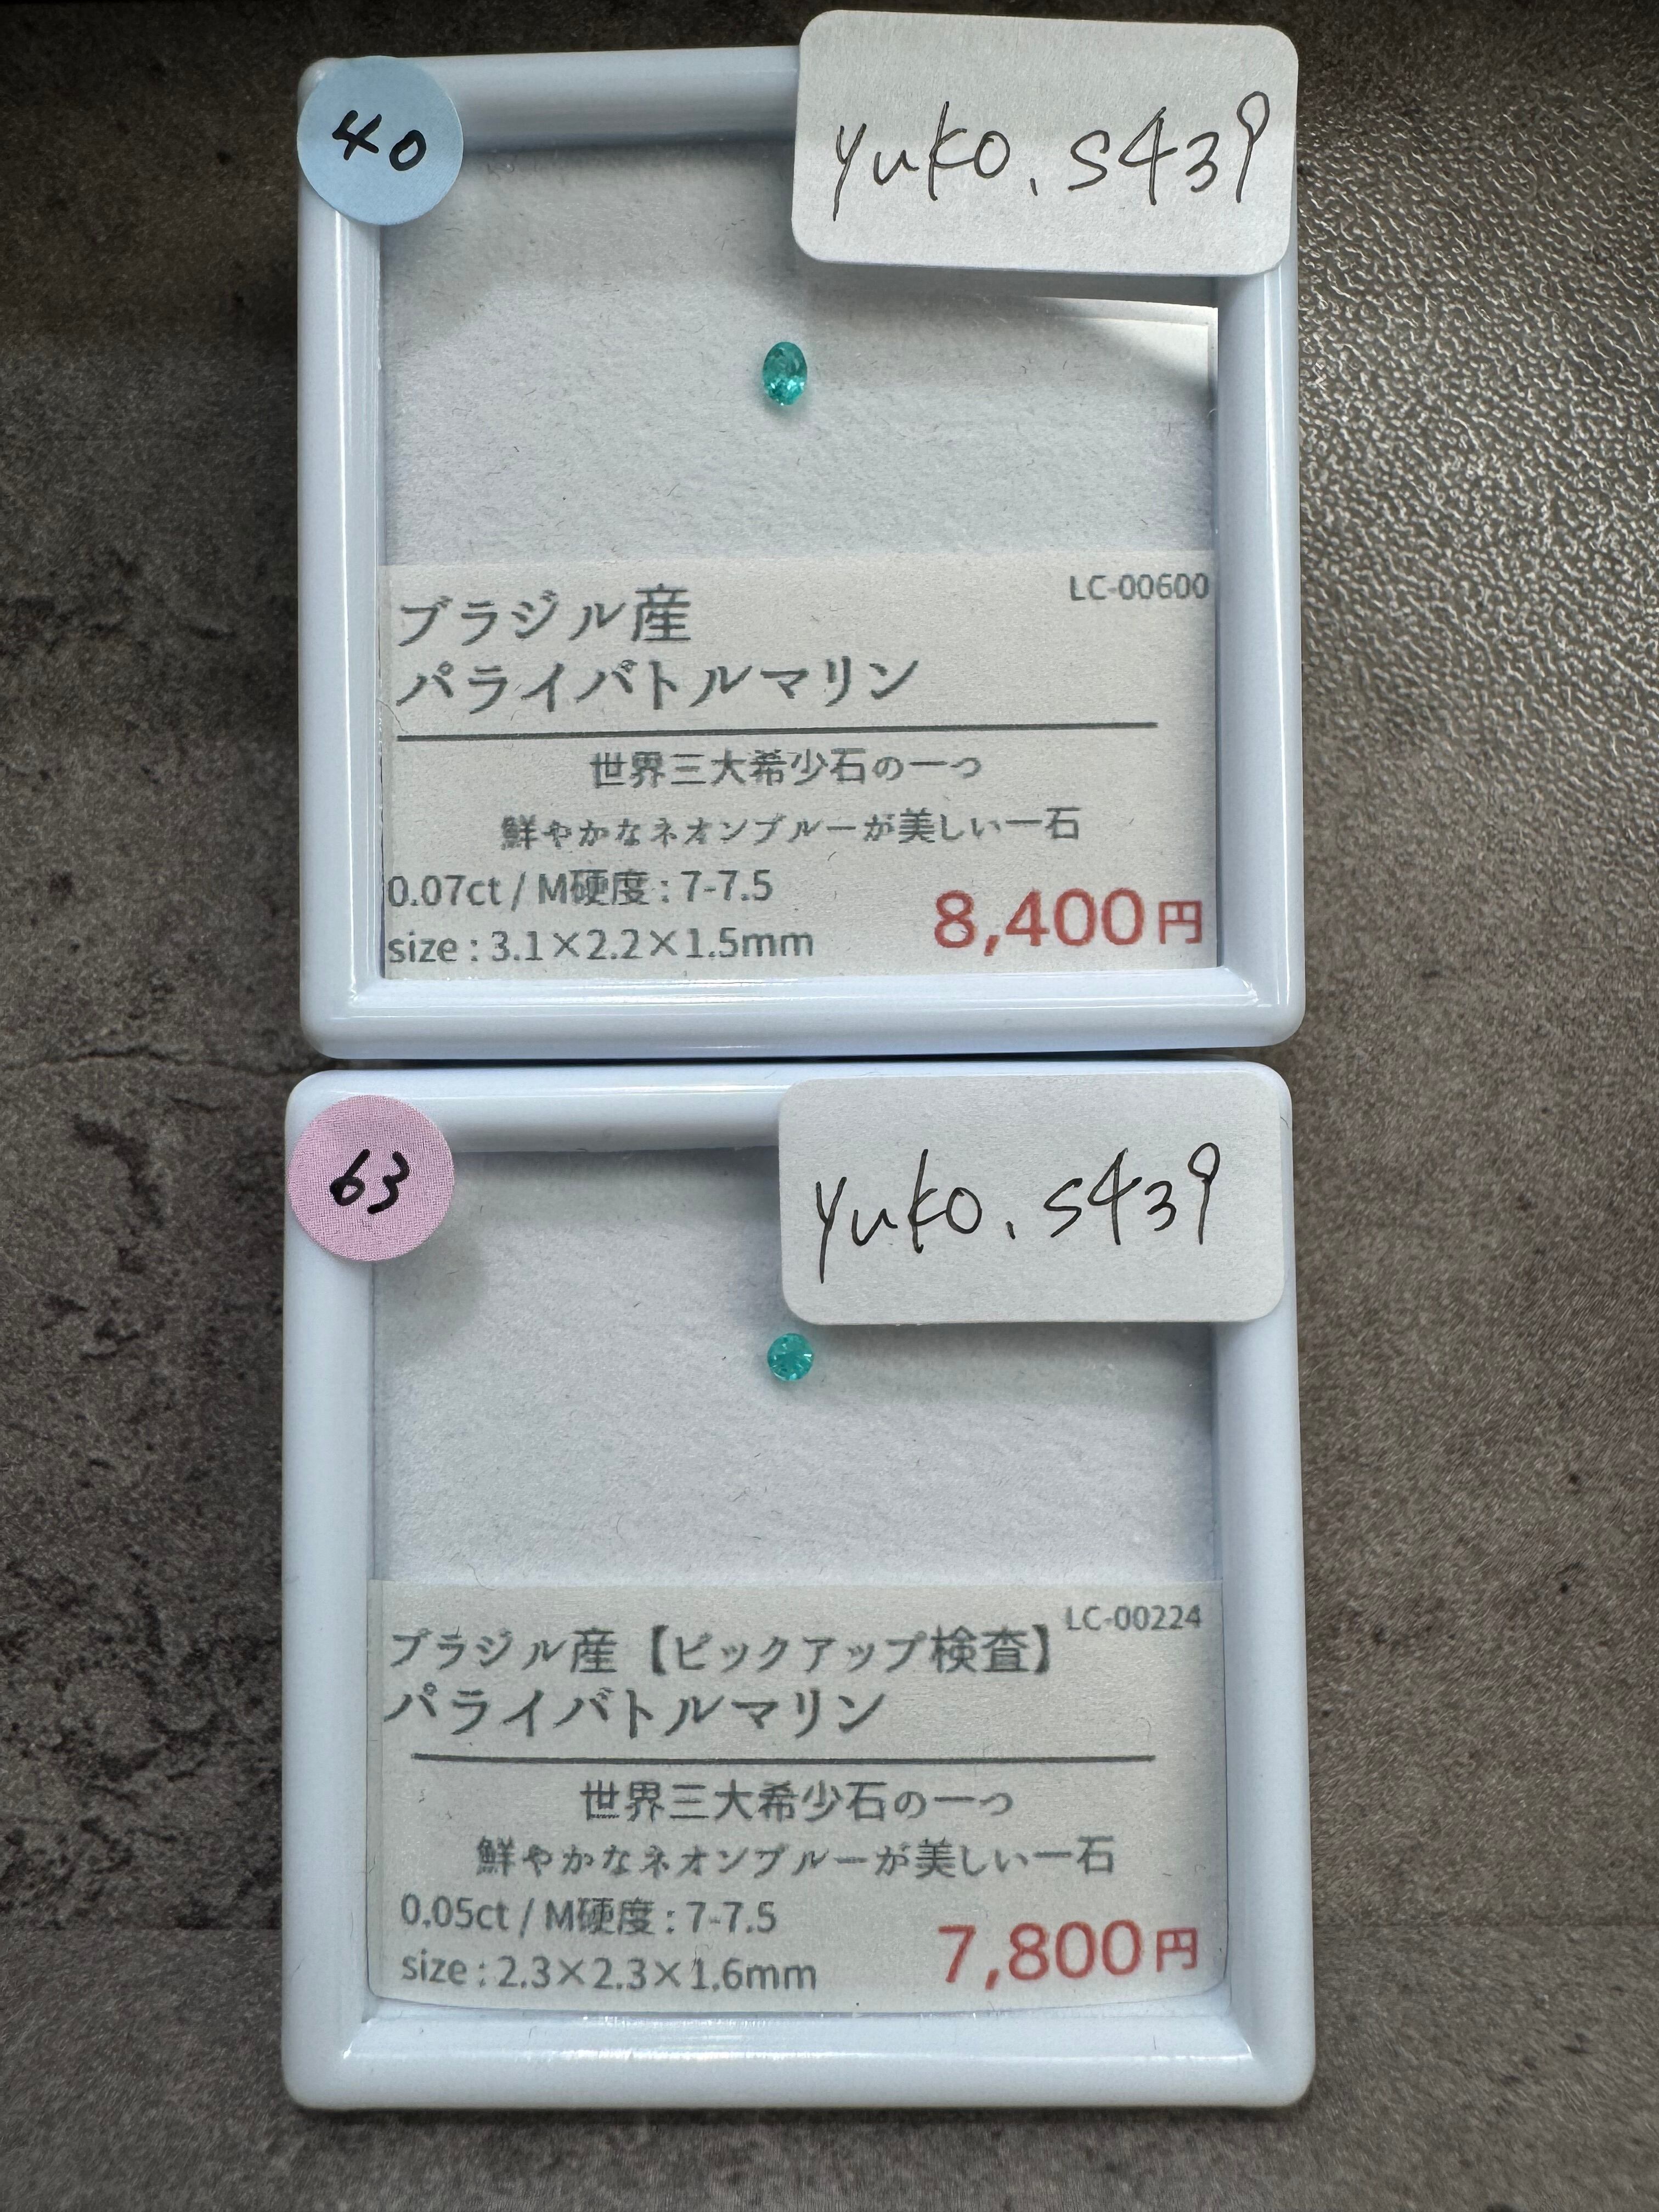 40
yuko.s439
LC-00600
ブラジル産
パライバトルマリン
世界三大希少石の一つ
鮮やかなネオンブルーが美しい一石
0.07ct / M硬度 : 7-7.5
size : 3.1×2.2×1.5mm
8,400円
63
yuko.s439
LC-00224
ブラジル産【ピックアップ検査】
パライバトルマリン
世界三大希少石の一つ
鮮やかなネオンブルーが美しい一石
0.05ct / M硬度 : 7-7.5
size : 2.3×2.3×1.6mm
7,800円